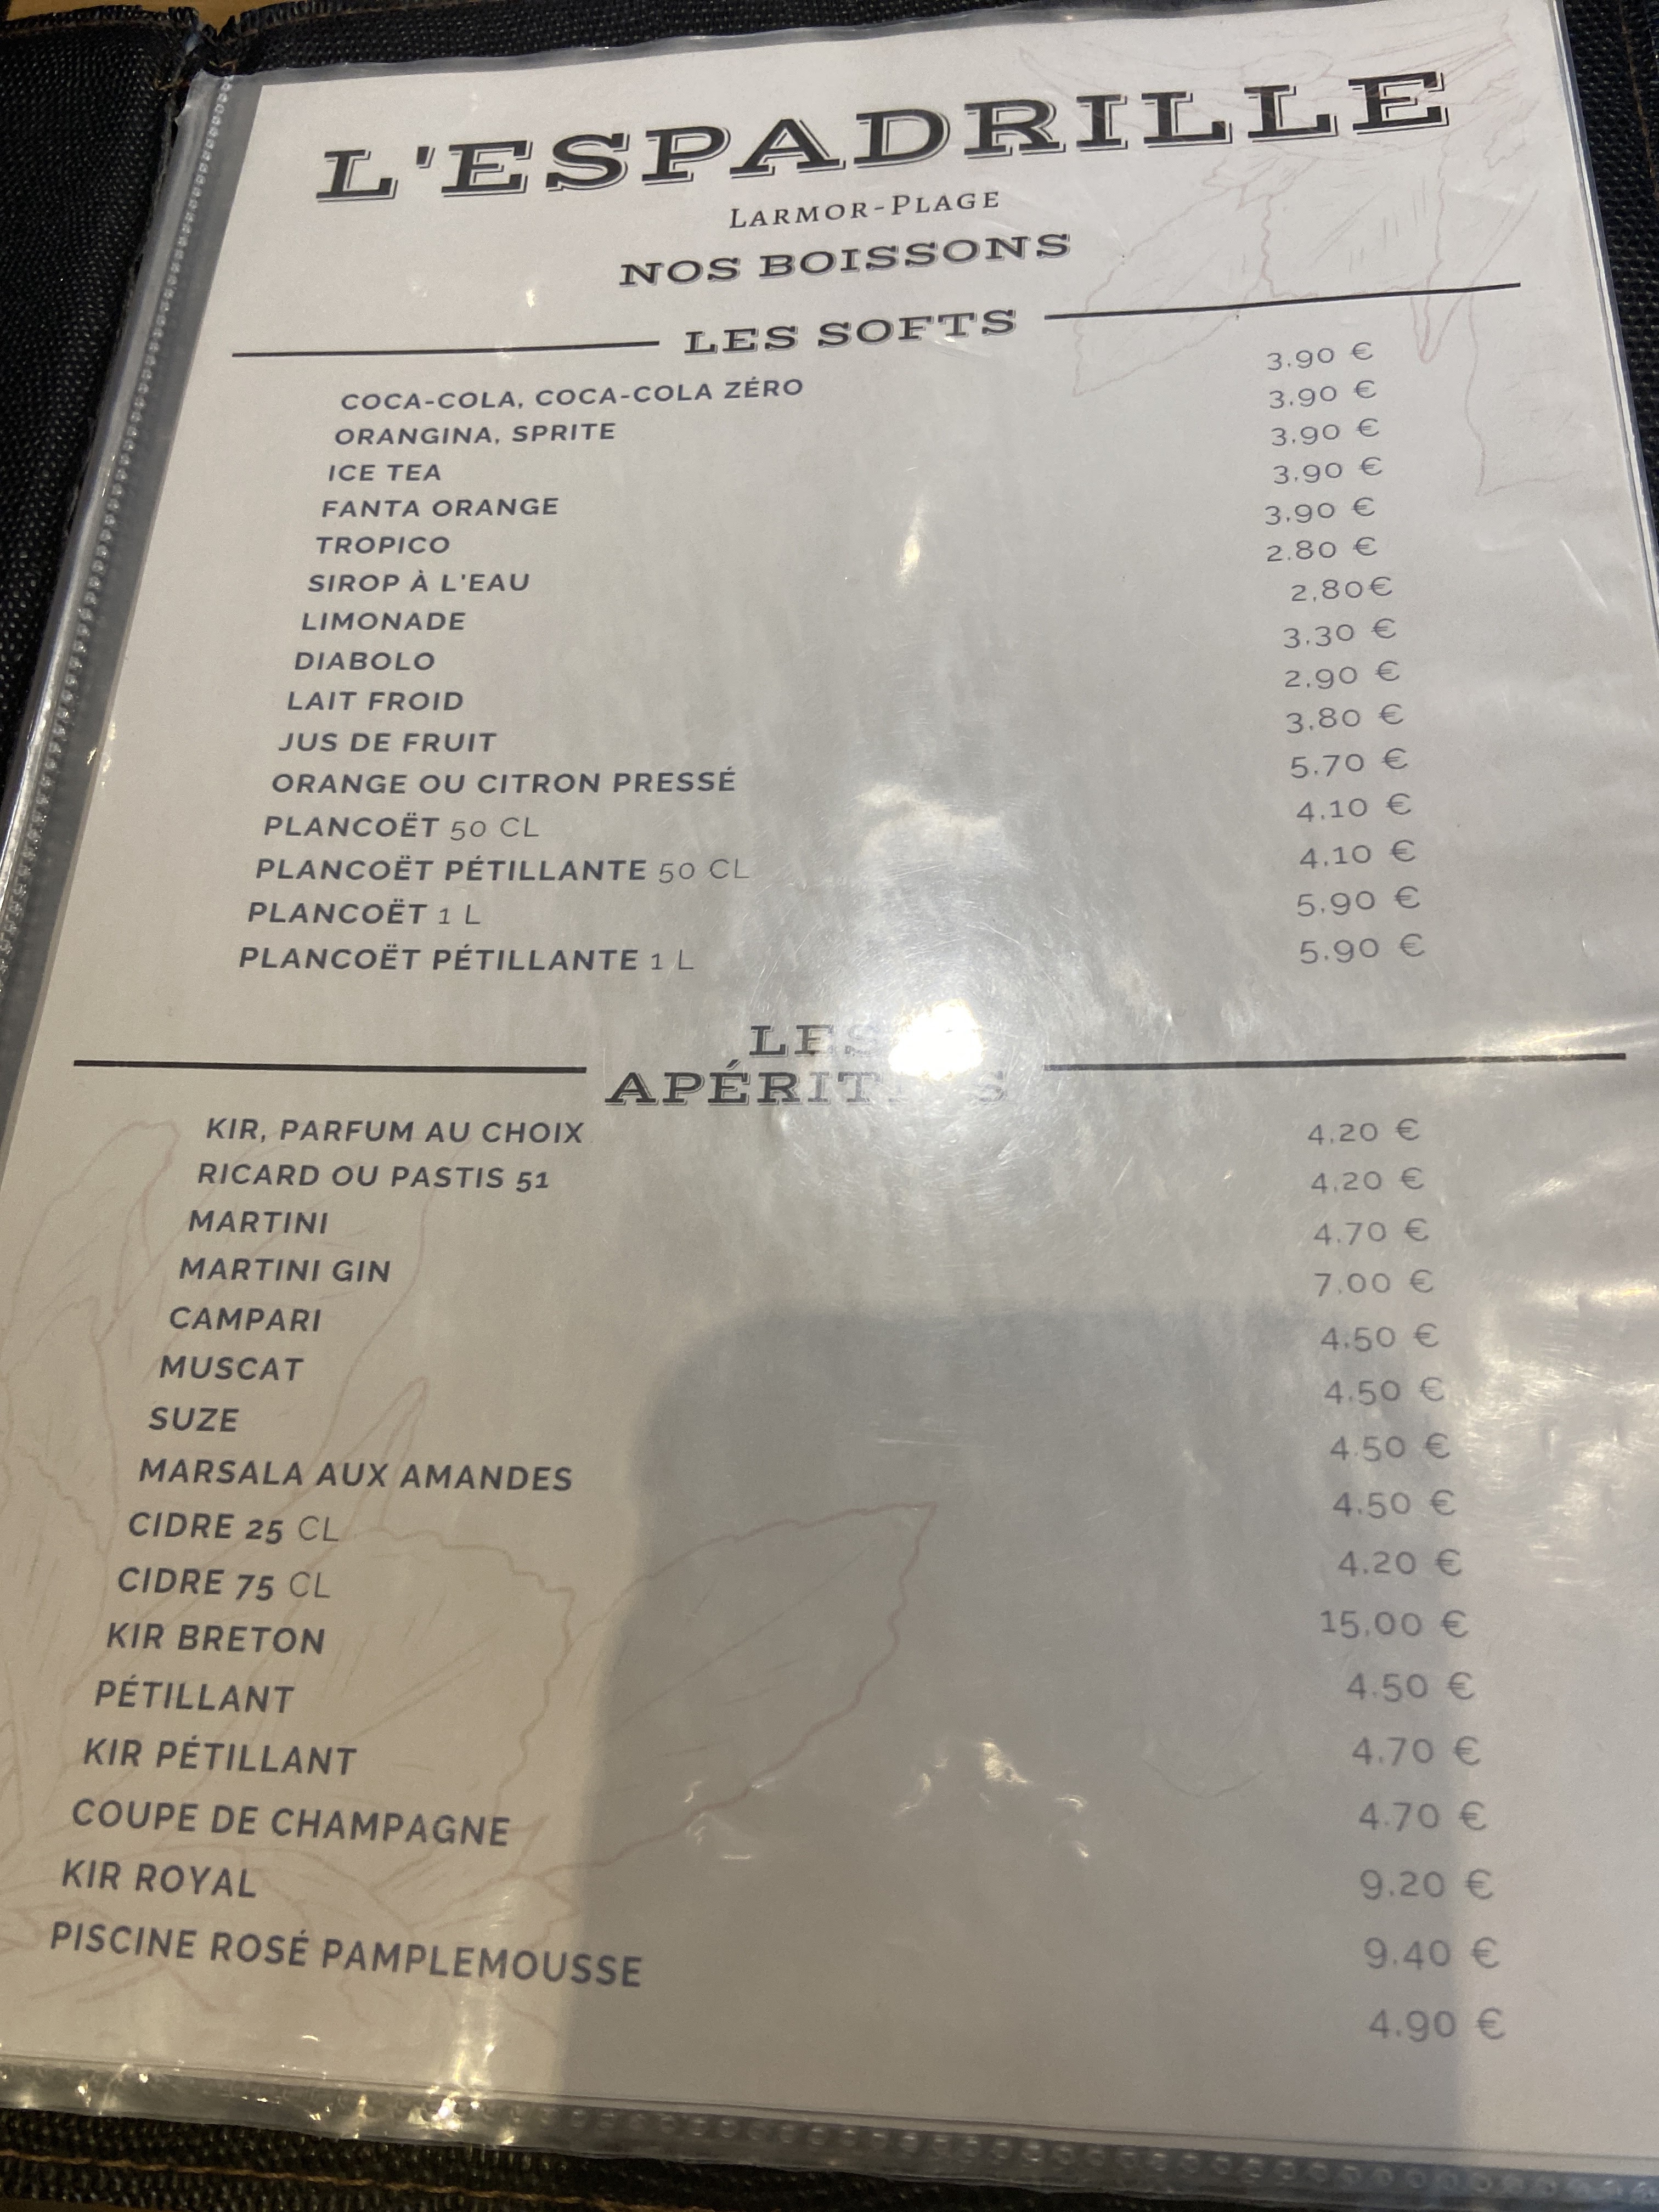 L'ESPADRILLE
LARMOR-PLAGE
NOS BOISSONS
LES SOFTS
COCA-COLA, COCA-COLA ZÉRO 3.90 €
ORANGINA, SPRITE 3.90 €
ICE TEA 3.90 €
FANTA ORANGE 3.90 €
TROPICO 3.90 €
SIROP À L'EAU 2.80 €
LIMONADE 2,80€
DIABOLO 3.30 €
LAIT FROID 2.90 €
JUS DE FRUIT 3.80 €
ORANGE OU CITRON PRESSÉ 5.70 €
PLANCOËT 50 CL 4.10 €
PLANCOËT PÉTILLANTE 50 CL 4.10 €
PLANCOËT 1 L 5.90 €
PLANCOËT PÉTILLANTE 1 L 5.90 €
LES
APÉRITIFS
KIR, PARFUM AU CHOIX 4.20 €
RICARD OU PASTIS 51 4.20 €
MARTINI 4.70 €
MARTINI GIN 7.00 €
CAMPARI 4.50 €
MUSCAT 4.50 €
SUZE 4.50 €
MARSALA AUX AMANDES 4.50 €
CIDRE 25 CL 4.20 €
CIDRE 75 CL 15.00 €
KIR BRETON 4.50 €
PÉTILLANT 4.70 €
KIR PÉTILLANT 4.70 €
COUPE DE CHAMPAGNE 9.20 €
KIR ROYAL 9.40 €
PISCINE ROSÉ PAMPLEMOUSSE 4.90 €